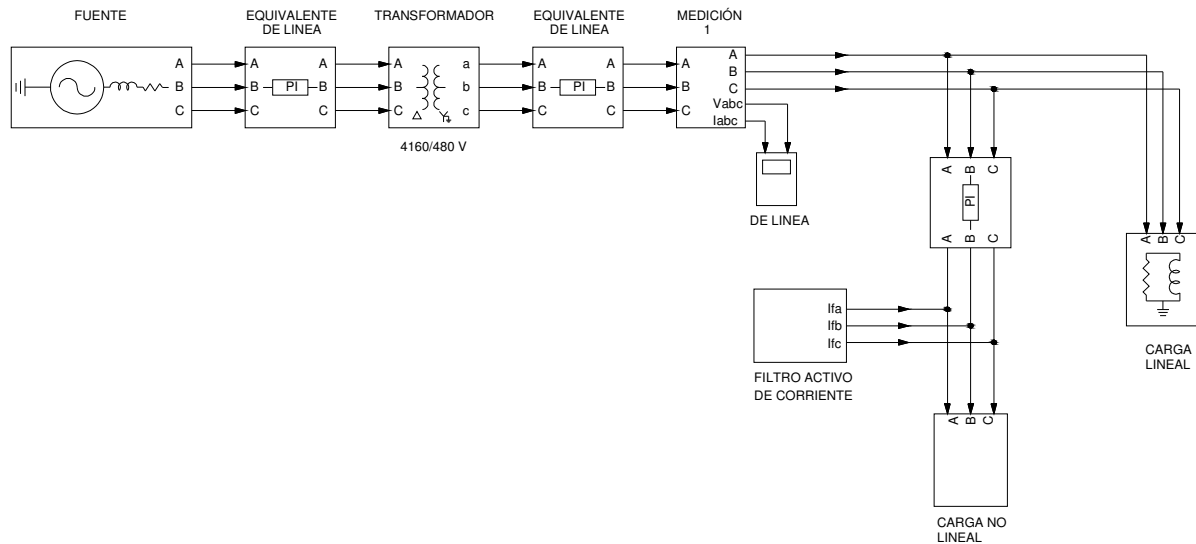 FUENTE
EQUIVALENTE
DE LINEA
TRANSFORMADOR
EQUIVALENTE
DE LINEA
MEDICIÓN
1
A
B
C
A
B
C
PI
A
B
C
A
B
C
a
b
c
A
B
C
PI
A
B
C
A
B
C
A
B
C
Vabc
Iabc
4160/480 V
DE LINEA
A
B
C
PI
A
B
C
A
B
C
CARGA
LINEAL
Ifa
Ifb
Ifc
FILTRO ACTIVO
DE CORRIENTE
A
B
C
CARGA NO
LINEAL